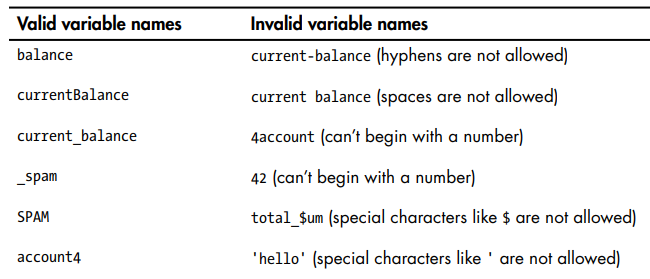 Valid variable names Invalid variable names
balance current-balance (hyphens are not allowed)
currentBalance current balance (spaces are not allowed)
current_balance 4account (can’t begin with a number)
_spam 42 (can’t begin with a number)
SPAM total_$um (special characters like $ are not allowed)
account4 'hello' (special characters like ' are not allowed)